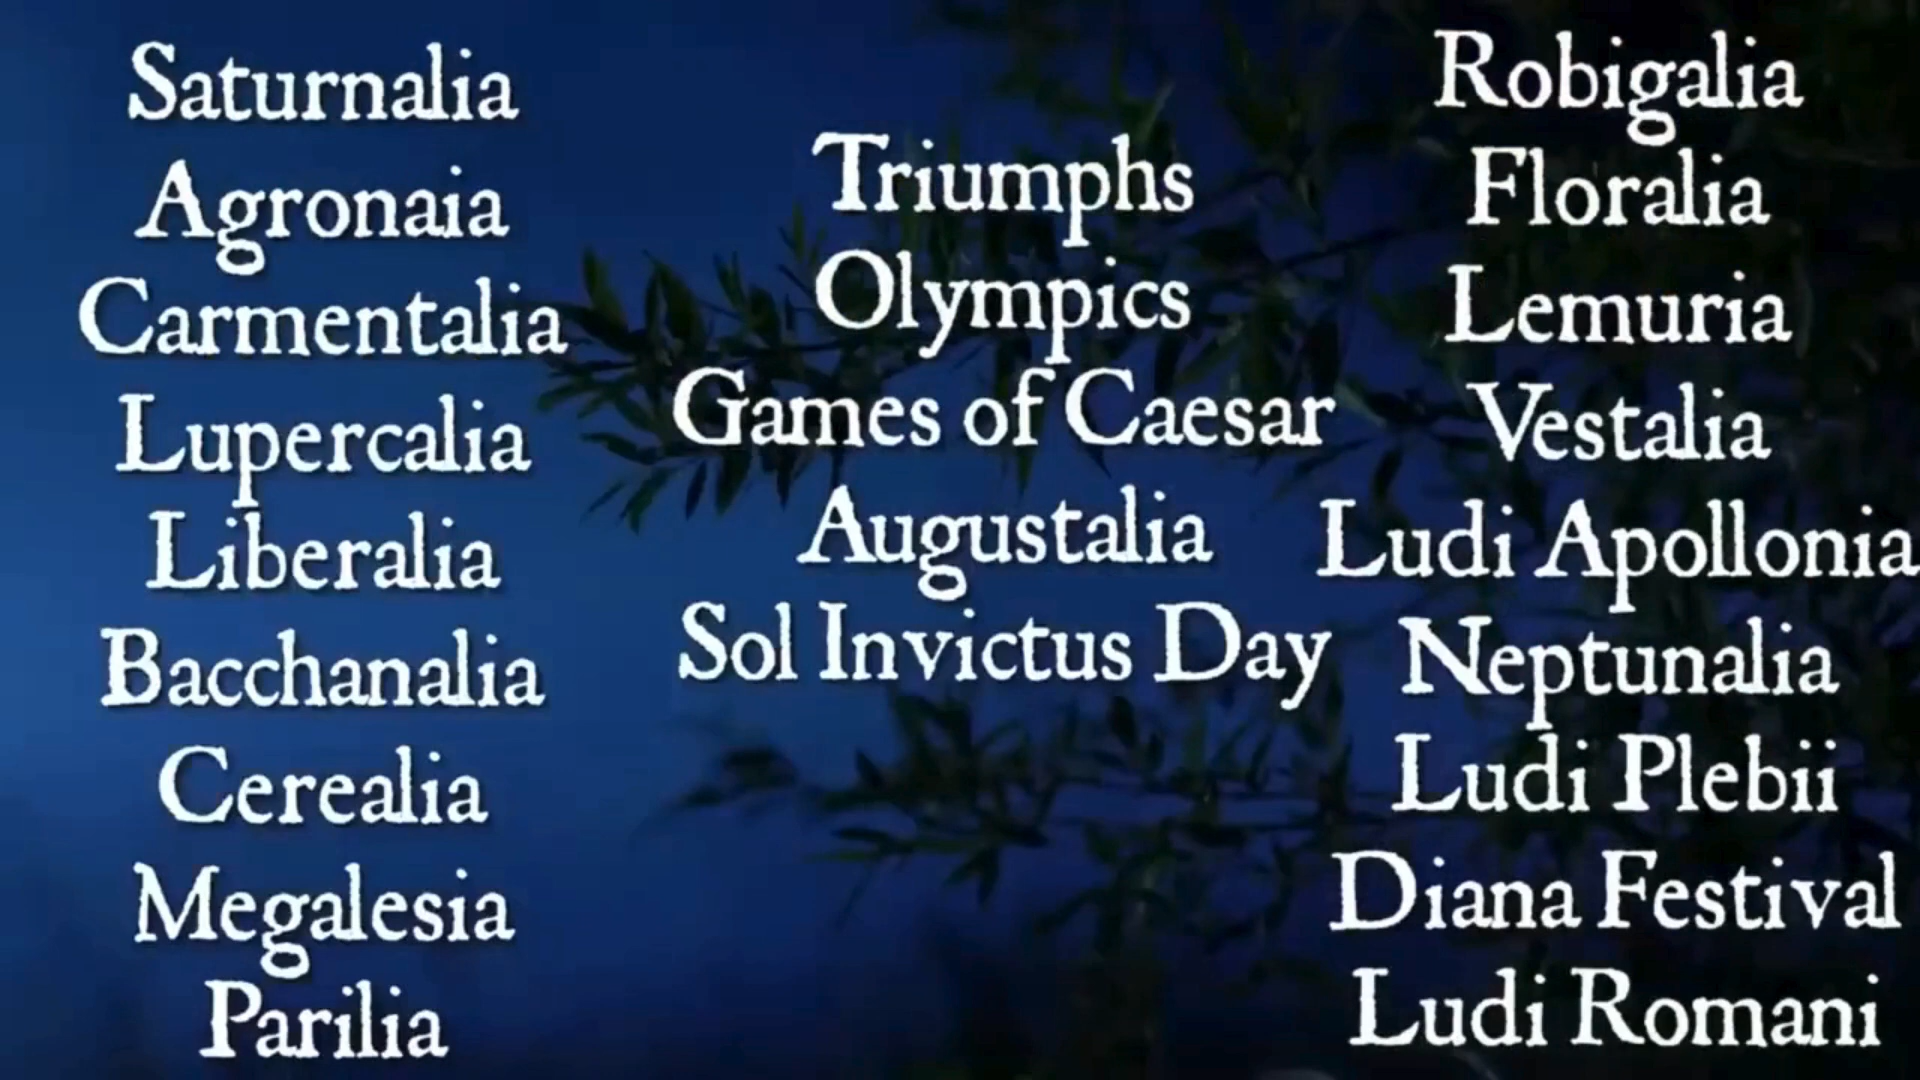 Saturnalia
Agronaia
Carmentalia
Lupercalia
Liberalia
Bacchanalia
Cerealia
Megalesia
Parilia
Triumphs
Olympics
Games of Caesar
Augustalia
Sol Invictus Day
Robigalia
Floralia
Lemuria
Vestalia
Ludi Apollonia
Neptunalia
Ludi Plebii
Diana Festival
Ludi Romani